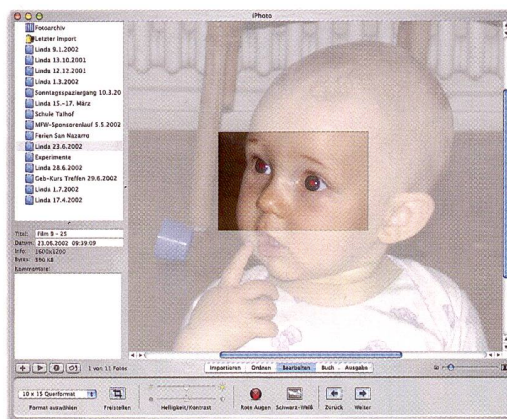 iPhoto
Fotoarchiv
Letzter Import
Linda 9.1.2002
Linda 13.10.2001
Linda 12.12.2001
Linda 1.3.2002
Sonntagsspaziergang 10.3.20
Linda 15.-17. März
Schule Talhof
MFW-Sponsorenlauf 5.5.2002
Ferien San Nazarro
Linda 23.6.2002
Experimente
Linda 28.6.2002
Geb-Kurs Treffen 29.6.2002
Linda 1.7.2002
Linda 17.4.2002
Titel: Film 3 - 25
Datum: 23.06.2002 09:39:09
Info: 1600x1200
Bytes: KB
Kommentare:
1 von 11 Fotos
Importieren Ordnen Bearbeiten Buch Ausgabe
10 x 15 Querformat
Format auswählen Freistellen Helligkeit/Kontrast Rote Augen Schwarz-Weiß Zurück Weiter